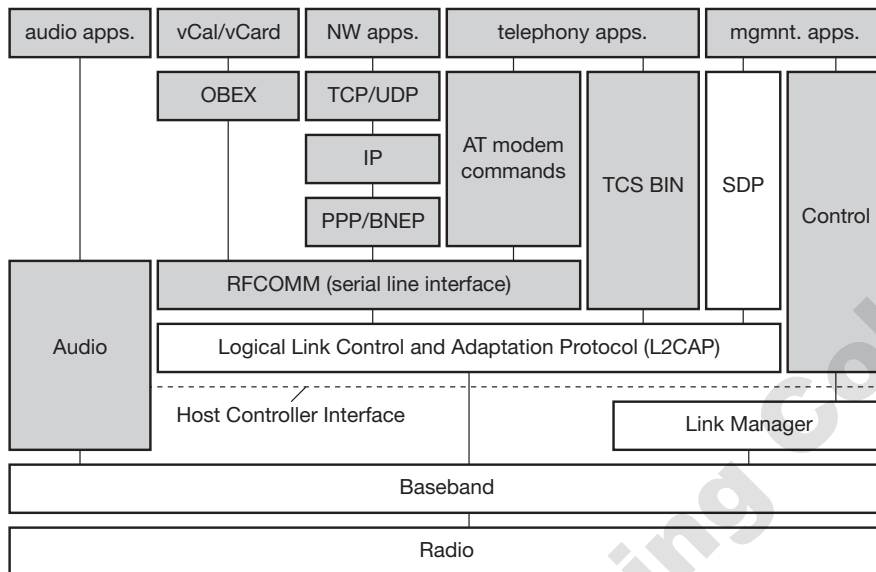 audio apps.
vCal/vCard
NW apps.
telephony apps.
mgmnt. apps.
OBEX
TCP/UDP
AT modem
commands
TCS BIN
SDP
Control
IP
PPP/BNEP
Audio
RFCOMM (serial line interface)
Logical Link Control and Adaptation Protocol (L2CAP)
Host Controller Interface
Link Manager
Baseband
Radio